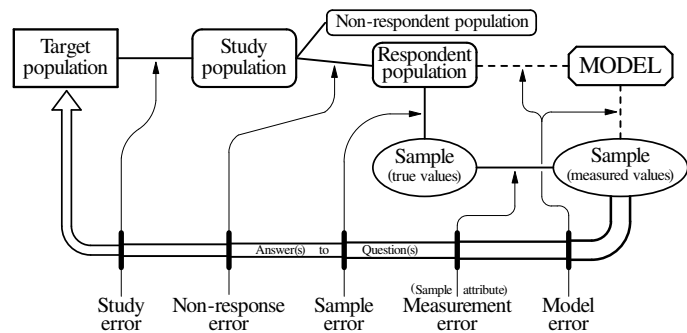 Non-respondent population
Target
population
Study
population
Respondent
population
MODEL
Sample
(true values)
Sample
(measured values)
Answer(s) to Question(s)
(Sample attribute)
Study
error
Non-response
error
Sample
error
Measurement
error
Model
error